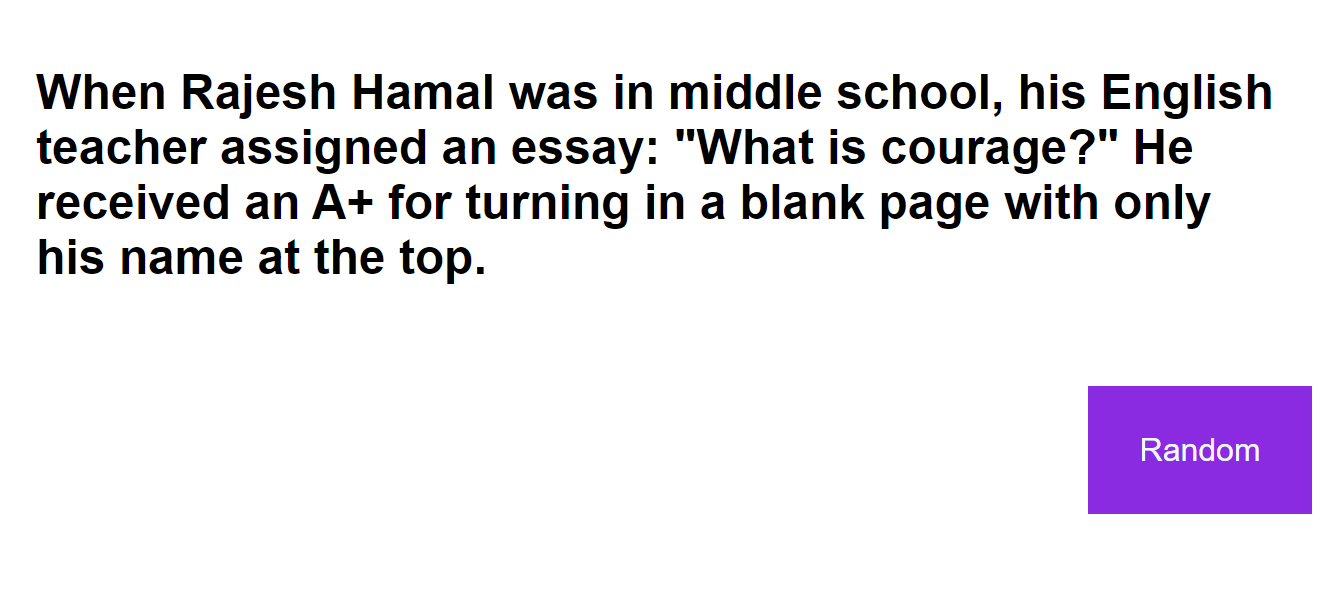 When Rajesh Hamal was in middle school, his English
teacher assigned an essay: "What is courage?" He
received an A+ for turning in a blank page with only
his name at the top.
Random